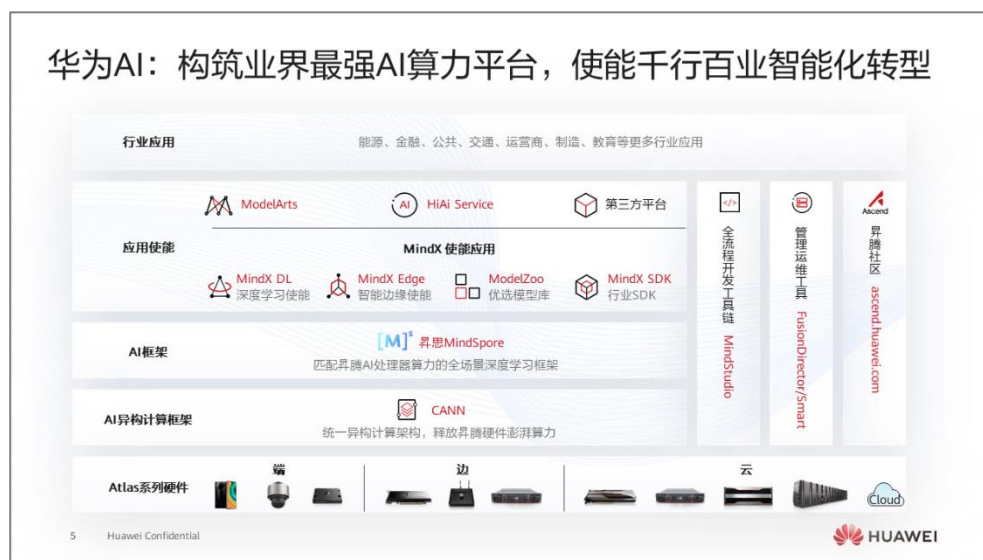 华为AI：构筑业界最强AI算力平台，使能千行百业智能化转型
行业应用
能源、金融、公共、交通、运营商、制造、教育等更多行业应用
ModelArts
AI
HiAi Service
第三方平台
应用使能
MindX 使能应用
MindX DL
深度学习使能
MindX Edge
智能边缘使能
ModelZoo
优选模型库
MindX SDK
行业SDK
AI框架
[M]s 昇思MindSpore
匹配昇腾AI处理器算力的全场景深度学习框架
AI异构计算框架
CANN
统一异构计算架构，释放昇腾硬件澎湃算力
</>
全流程开发工具链 MindStudio
管理运维工具 FusionDirector/Smart
Ascend
昇腾社区 ascend.huawei.com
Atlas系列硬件
端
边
云
Cloud
5 Huawei Confidential
HUAWEI